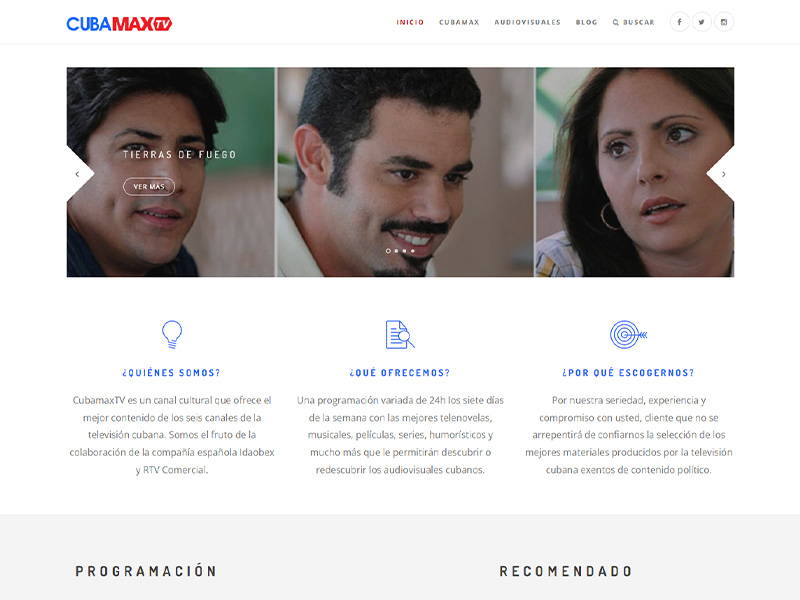 CUBAMAXTV
INICIO
CUBAMAX
AUDIOVISUALES
BLOG
BUSCAR
TIERRAS DE FUEGO
VER MÁS
¿QUIÉNES SOMOS?
CubamaxTV es un canal cultural que ofrece el
mejor contenido de los seis canales de la
televisión cubana. Somos el fruto de la
colaboración de la compañía española Idaobex
y RTV Comercial.
¿QUÉ OFRECEMOS?
Una programación variada de 24h los siete días
de la semana con las mejores telenovelas,
musicales, películas, series, humorísticos y
mucho más que le permitirán descubrir o
redescubrir los audiovisuales cubanos.
¿POR QUÉ ESCOGERNOS?
Por nuestra seriedad, experiencia y
compromiso con usted, cliente que no se
arrepentirá de confiarnos la selección de los
mejores materiales producidos por la televisión
cubana exentos de contenido político.
PROGRAMACIÓN
RECOMENDADO